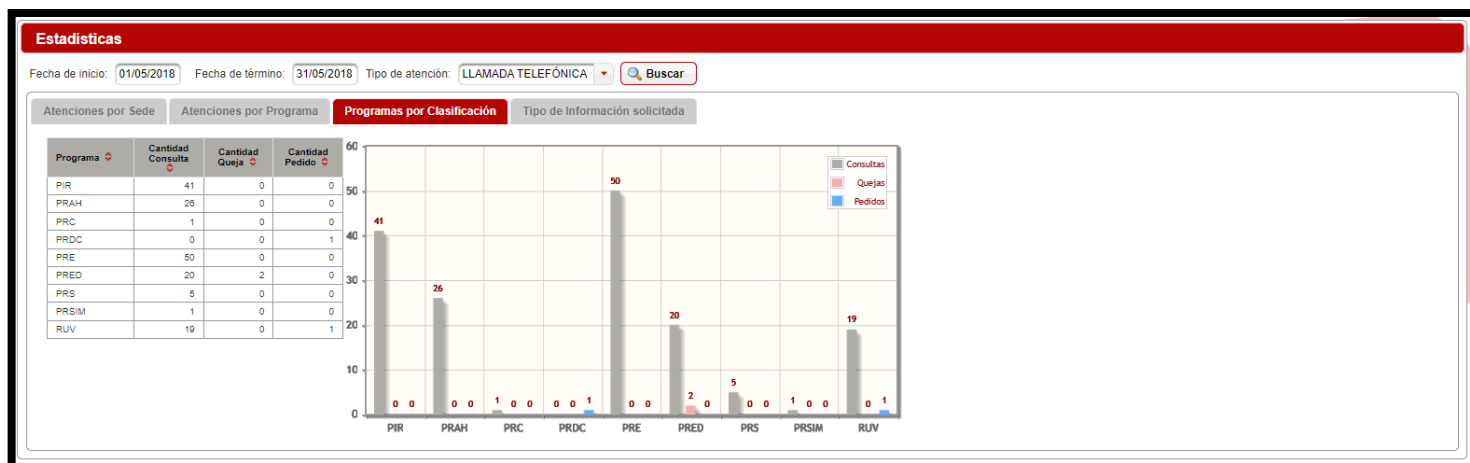 Estadísticas
Fecha de inicio: 01/05/2018 Fecha de término: 31/05/2018 Tipo de atención: LLAMADA TELEFÓNICA Buscar
Atenciones por Sede Atenciones por Programa Programas por Clasificación Tipo de Información solicitada
Programa Cantidad Consulta Cantidad Queja Cantidad Pedido
PIR 41 0 0
PRAH 26 0 0
PRC 1 0 0
PRDC 0 0 1
PRE 50 0 0
PRED 20 2 0
PRS 5 0 0
PRSIM 1 0 0
RUV 19 0 1
60
50
40
30
20
10
0
41 0 0
26 0 0
1 0 0
0 0 1
50 0 0
20 2 0
5 0 0
1 0 0
19 0 1
PIR PRAH PRC PRDC PRE PRED PRS PRSIM RUV
Consultas
Quejas
Pedidos